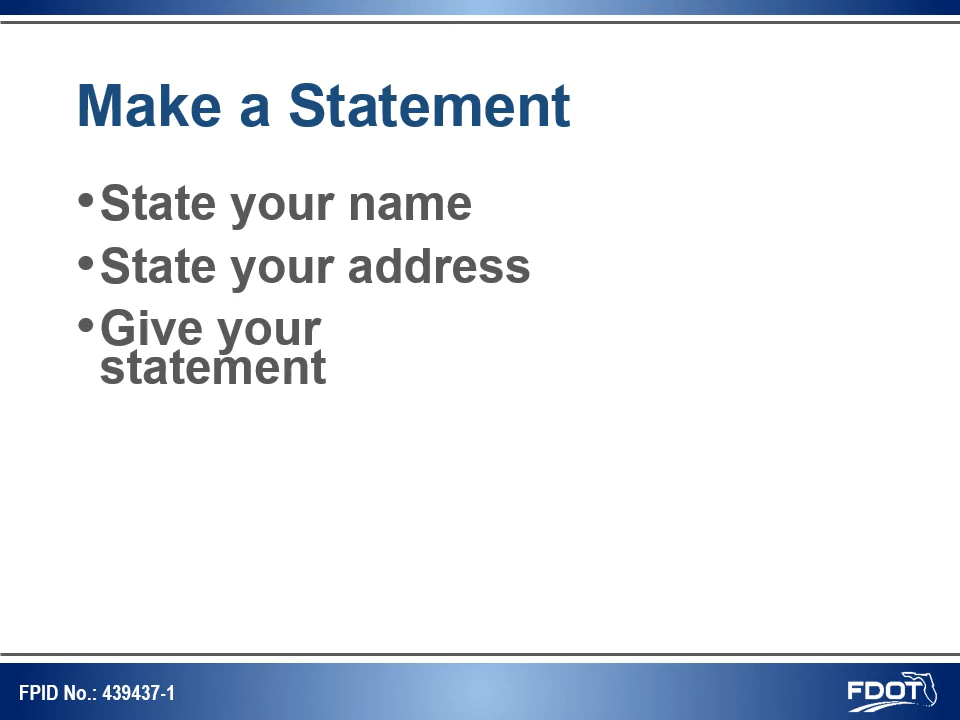 Make a Statement
•State your name
•State your address
•Give your
statement
FPID No.: 439437-1
FDOT